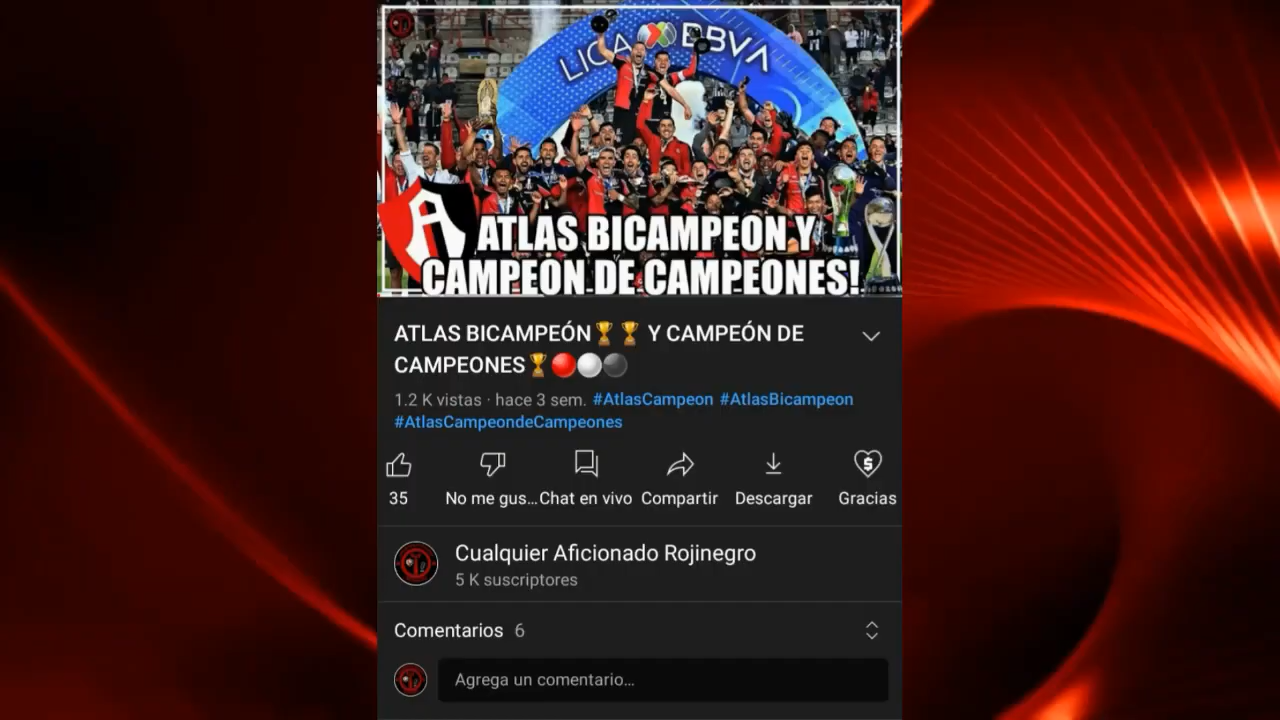 LIGA BBVA
ATLAS BICAMPEON Y
CAMPEON DE CAMPEONES!
ATLAS BICAMPEÓN🏆🏆 Y CAMPEÓN DE
CAMPEONES🏆🔴⚪⚫
1.2 K vistas · hace 3 sem. #AtlasCampeon #AtlasBicampeon
#AtlasCampeondeCampeones
35 No me gus... Chat en vivo Compartir Descargar Gracias
Cualquier Aficionado Rojinegro
5 K suscriptores
Comentarios 6
Agrega un comentario...